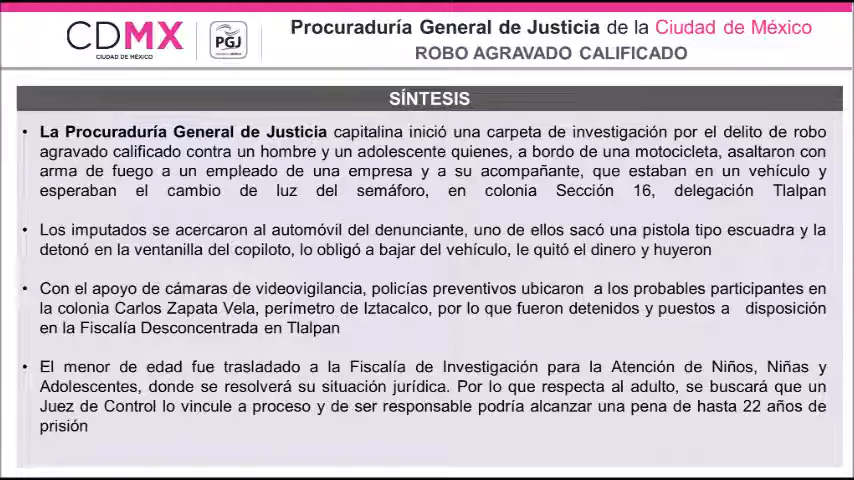 CDMX
CIUDAD DE MÉXICO
PGJ
Procuraduría General de Justicia de la Ciudad de México
ROBO AGRAVADO CALIFICADO
SÍNTESIS
• La Procuraduría General de Justicia capitalina inició una carpeta de investigación por el delito de robo
agravado calificado contra un hombre y un adolescente quienes, a bordo de una motocicleta, asaltaron con
arma de fuego a un empleado de una empresa y a su acompañante, que estaban en un vehículo y
esperaban el cambio de luz del semáforo, en colonia Sección 16, delegación Tlalpan
• Los imputados se acercaron al automóvil del denunciante, uno de ellos sacó una pistola tipo escuadra y la
detonó en la ventanilla del copiloto, lo obligó a bajar del vehículo, le quitó el dinero y huyeron
• Con el apoyo de cámaras de videovigilancia, policías preventivos ubicaron a los probables participantes en
la colonia Carlos Zapata Vela, perímetro de Iztacalco, por lo que fueron detenidos y puestos a disposición
en la Fiscalía Desconcentrada en Tlalpan
• El menor de edad fue trasladado a la Fiscalía de Investigación para la Atención de Niños, Niñas y
Adolescentes, donde se resolverá su situación jurídica. Por lo que respecta al adulto, se buscará que un
Juez de Control lo vincule a proceso y de ser responsable podría alcanzar una pena de hasta 22 años de
prisión